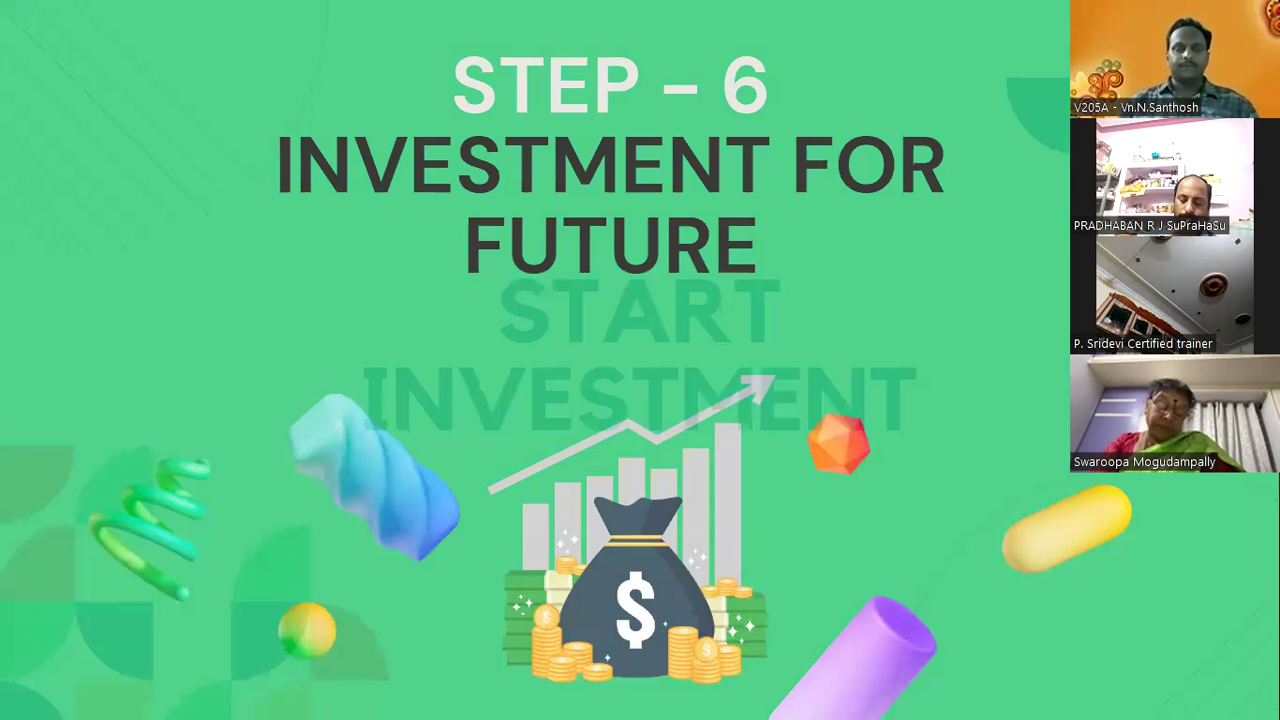 STEP - 6
INVESTMENT FOR
FUTURE
START
INVESTMENT
$
V205A - Vn.N.Santhosh
PRADHABAN R J SuPraHaSu
P. Sridevi Certified trainer
Swaroopa Mogudampally